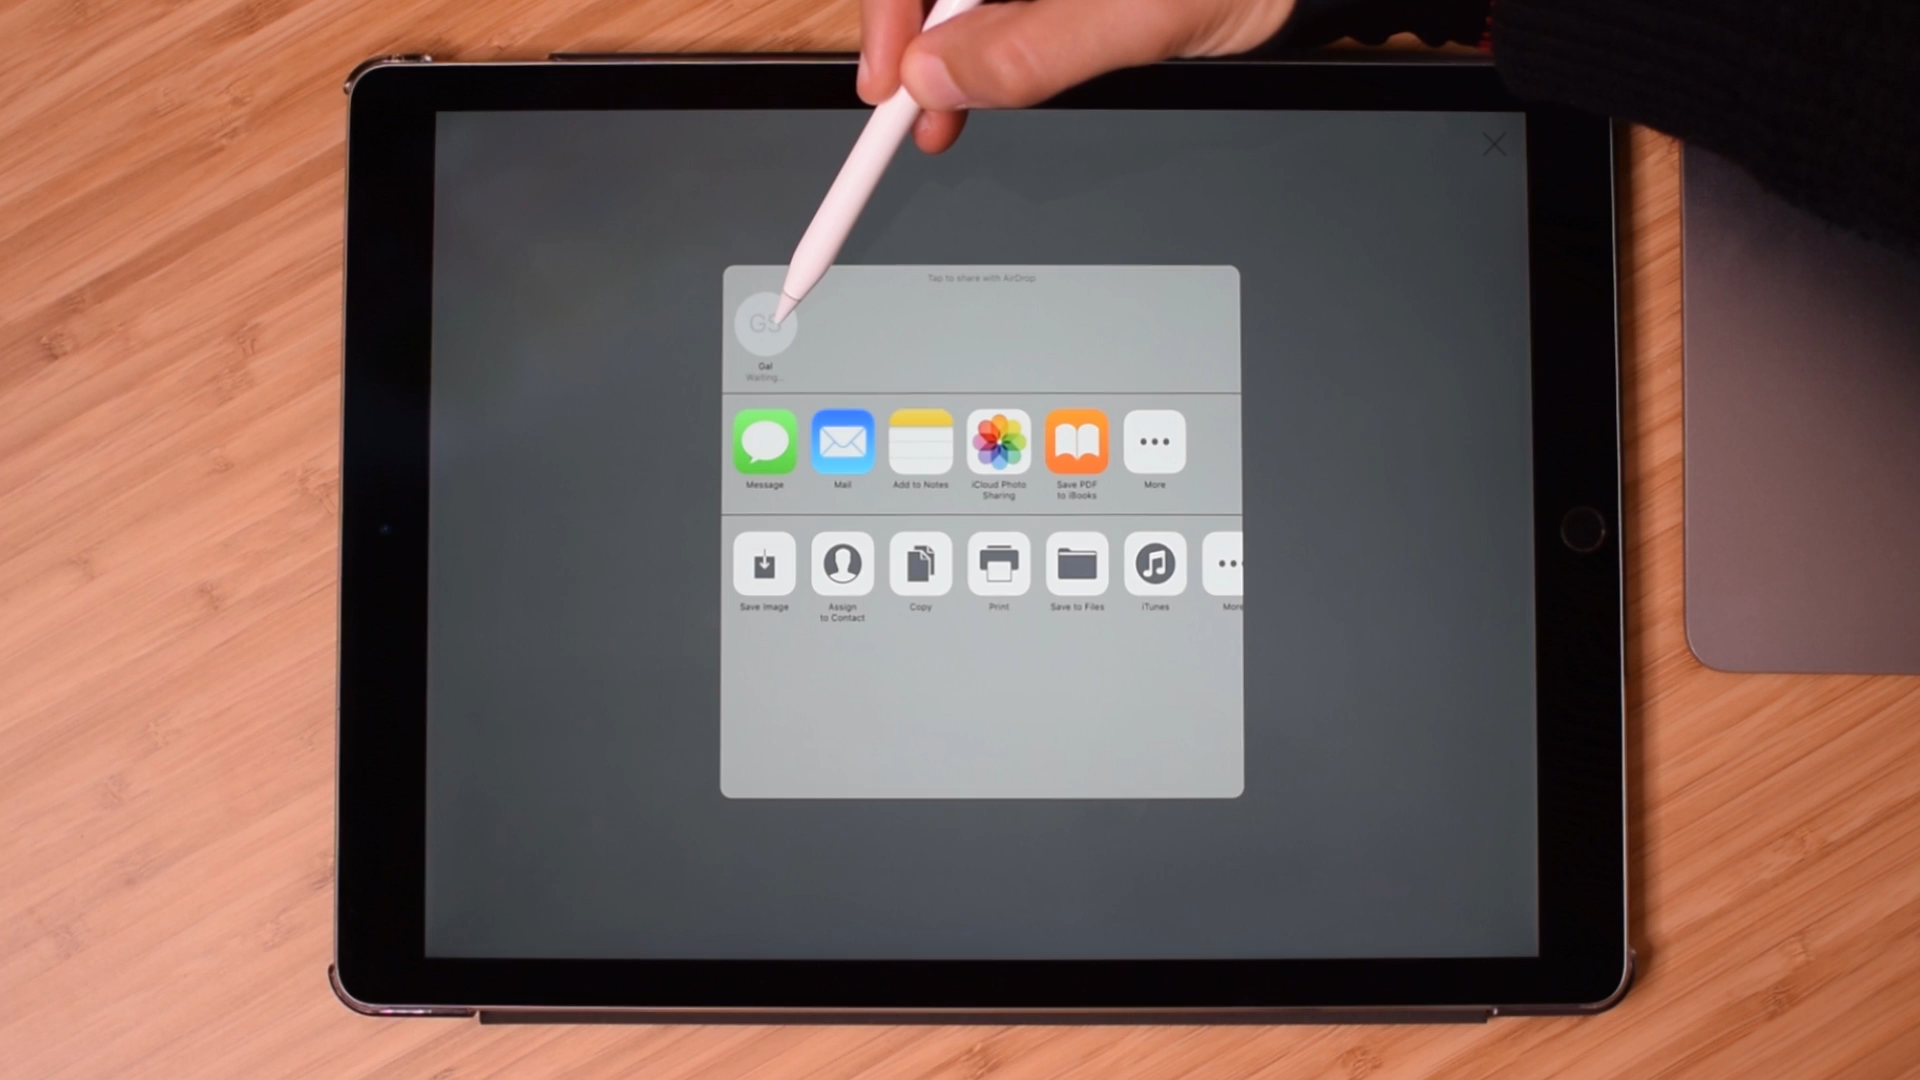 Tap to share with AirDrop
GS
Gal
Waiting...
Message
Mail
Add to Notes
iCloud Photo
Sharing
Save PDF
to iBooks
More
Save Image
Assign
to Contact
Copy
Print
Save to Files
iTunes
More